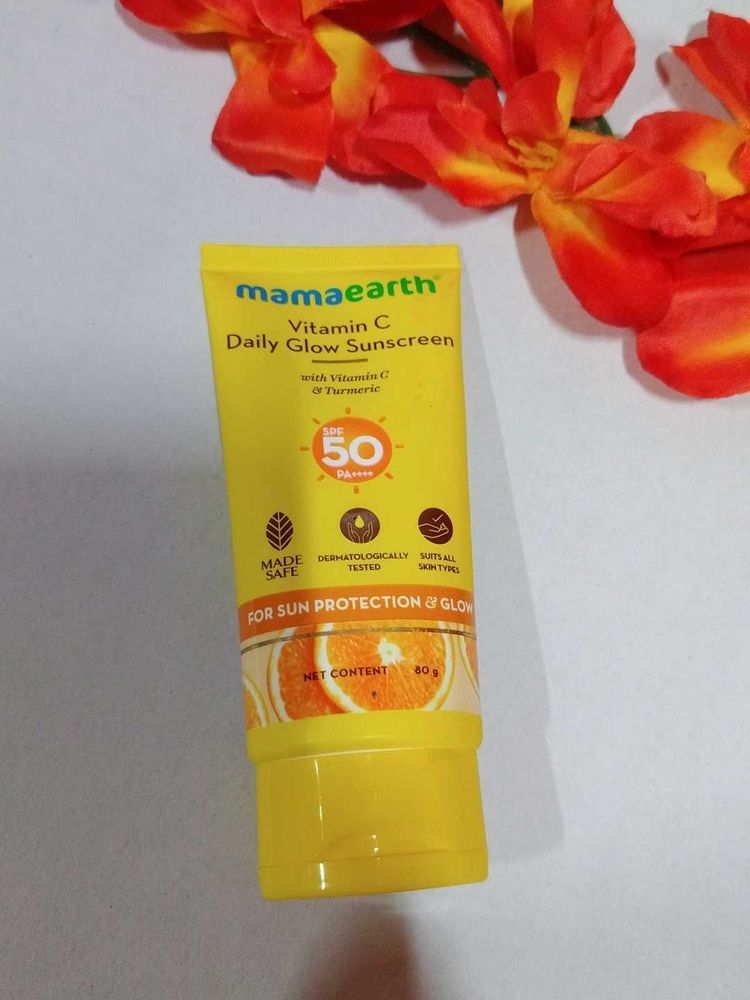 mamaearth®
Vitamin C
Daily Glow Sunscreen
with Vitamin C
& Turmeric
SPF
50
PA++++
MADE
SAFE
DERMATOLOGICALLY
TESTED
SUITS ALL
SKIN TYPES
FOR SUN PROTECTION & GLOW
NET CONTENT 80 g